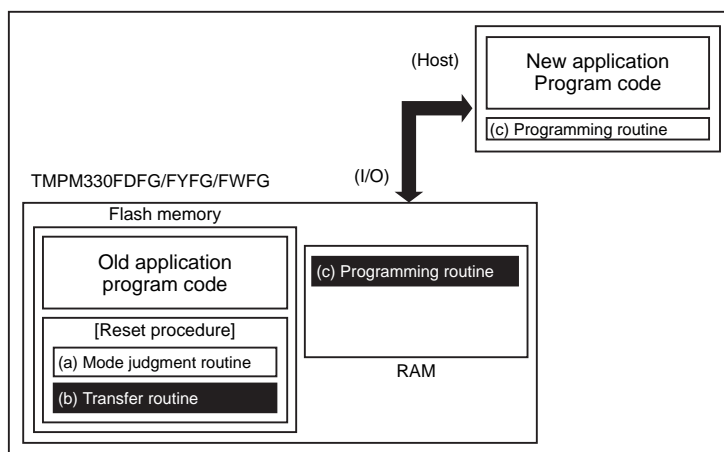 (Host)
New application
Program code
(c) Programming routine
(I/O)
TMPM330FDFG/FYFG/FWFG
Flash memory
Old application
program code
[Reset procedure]
(a) Mode judgment routine
(b) Transfer routine
(c) Programming routine
RAM